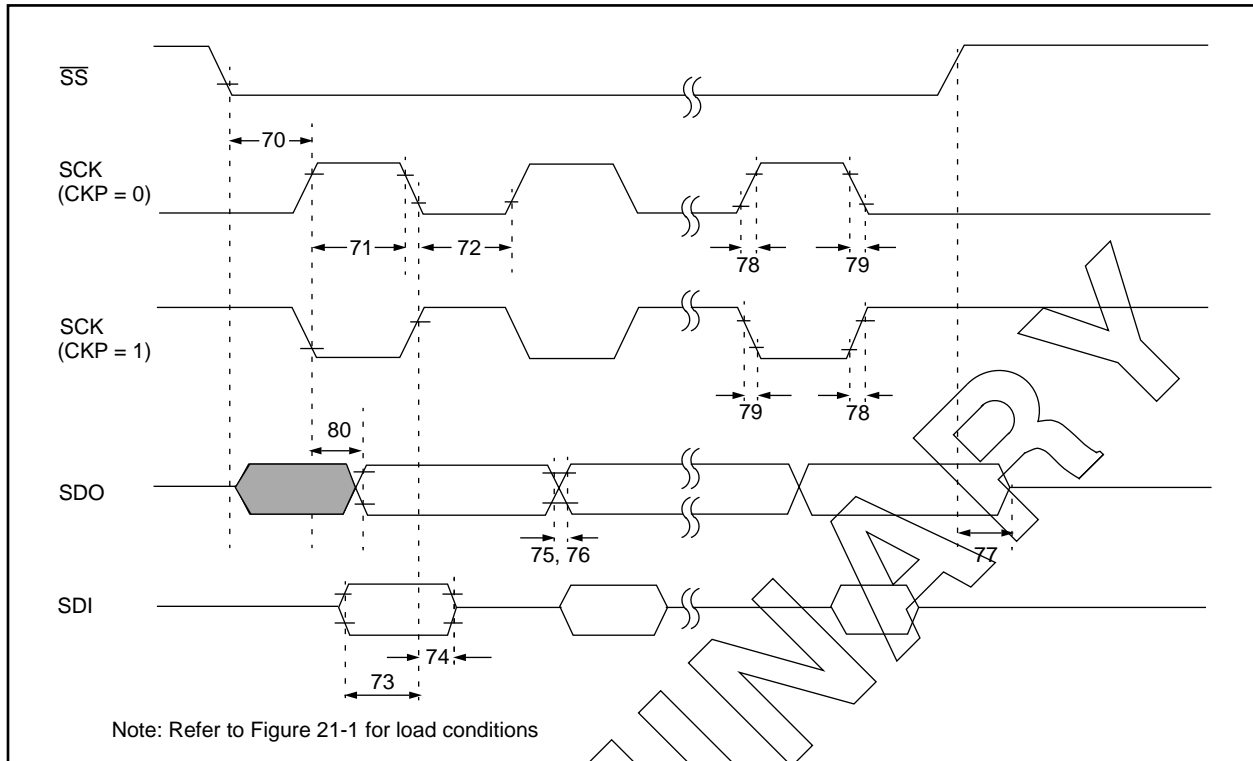 SS
70
SCK
(CKP = 0)
71
72
78
79
SCK
(CKP = 1)
79
78
80
SDO
75, 76
77
SDI
74
73
Note: Refer to Figure 21-1 for load conditions
INARY